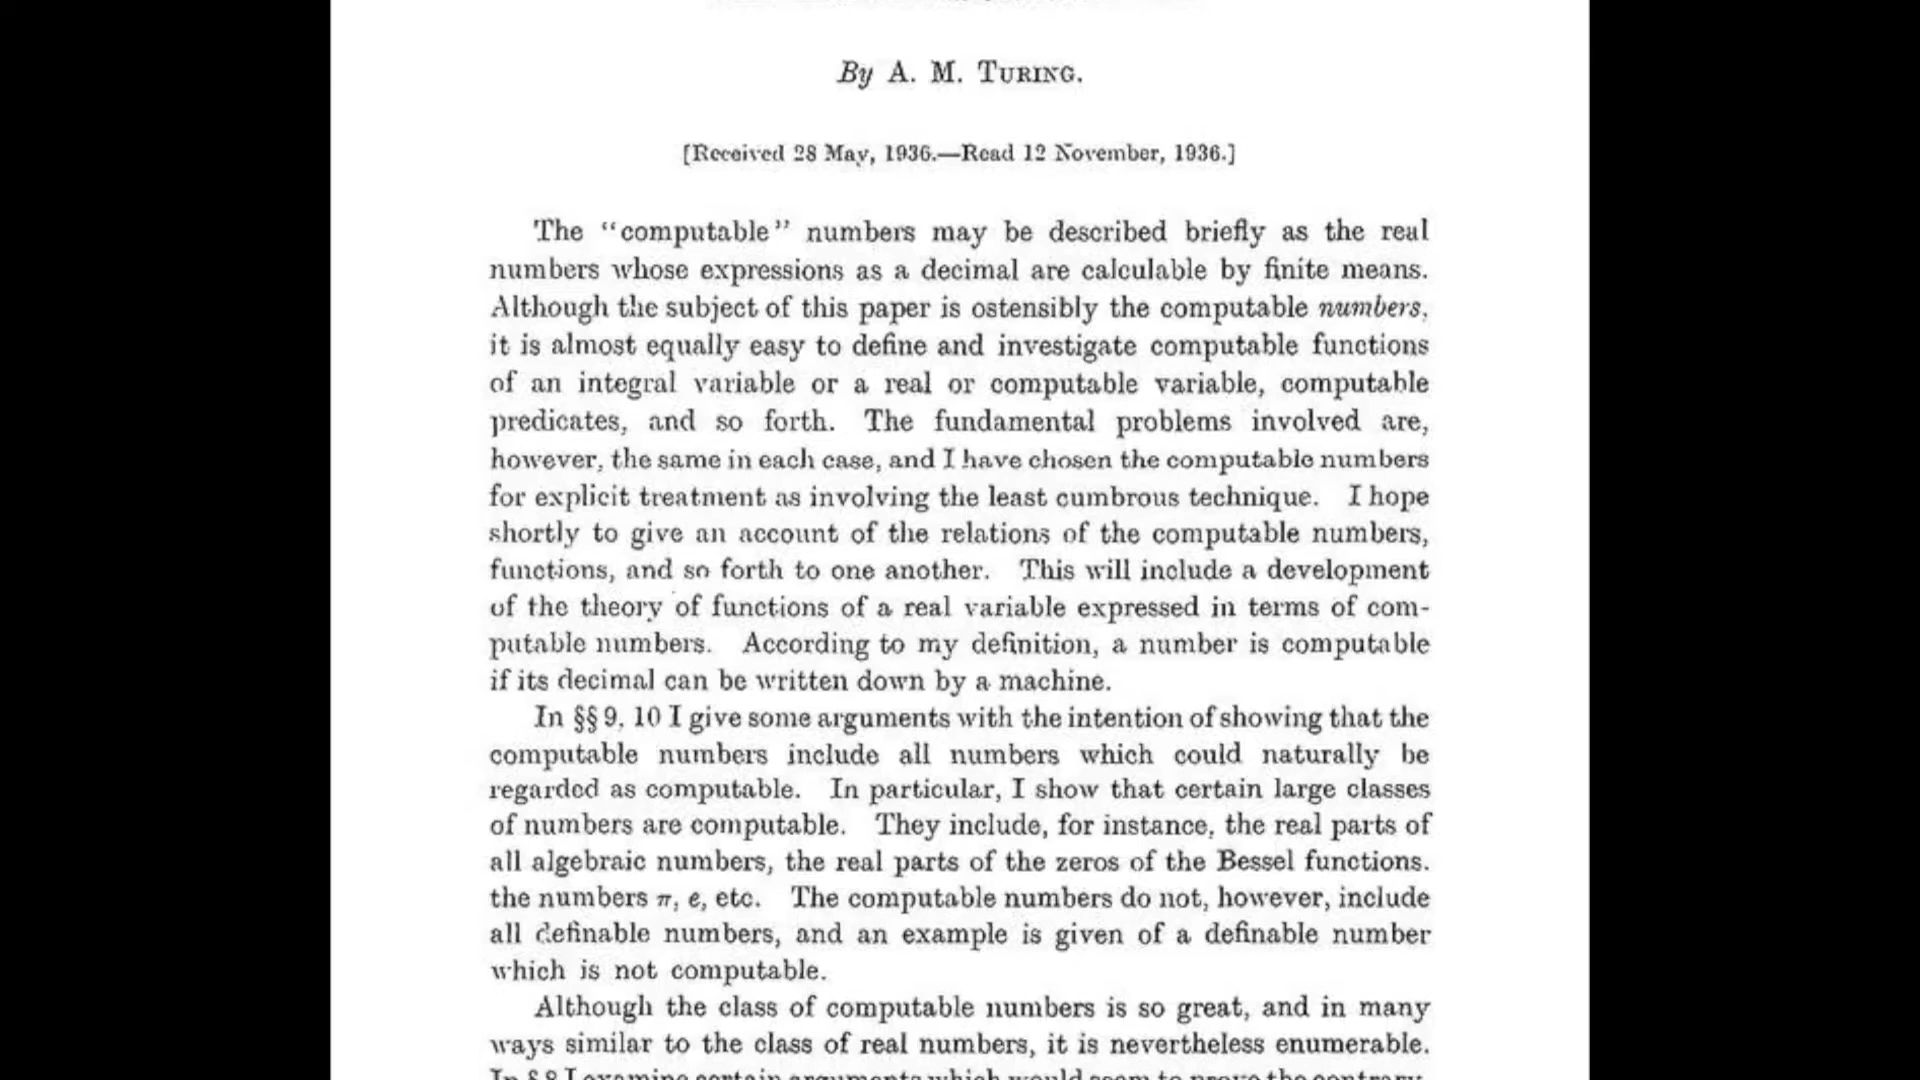 By A. M. TURING.
[Received 28 May, 1936.—Read 12 November, 1936.]
The “computable” numbers may be described briefly as the real
numbers whose expressions as a decimal are calculable by finite means.
Although the subject of this paper is ostensibly the computable numbers,
it is almost equally easy to define and investigate computable functions
of an integral variable or a real or computable variable, computable
predicates, and so forth. The fundamental problems involved are,
however, the same in each case, and I have chosen the computable numbers
for explicit treatment as involving the least cumbrous technique. I hope
shortly to give an account of the relations of the computable numbers,
functions, and so forth to one another. This will include a development
of the theory of functions of a real variable expressed in terms of com-
putable numbers. According to my definition, a number is computable
if its decimal can be written down by a machine.
In §§ 9, 10 I give some arguments with the intention of showing that the
computable numbers include all numbers which could naturally be
regarded as computable. In particular, I show that certain large classes
of numbers are computable. They include, for instance, the real parts of
all algebraic numbers, the real parts of the zeros of the Bessel functions.
the numbers π, e, etc. The computable numbers do not, however, include
all definable numbers, and an example is given of a definable number
which is not computable.
Although the class of computable numbers is so great, and in many
ways similar to the class of real numbers, it is nevertheless enumerable.
In § 8 I examine certain arguments which would seem to prove the contrary.